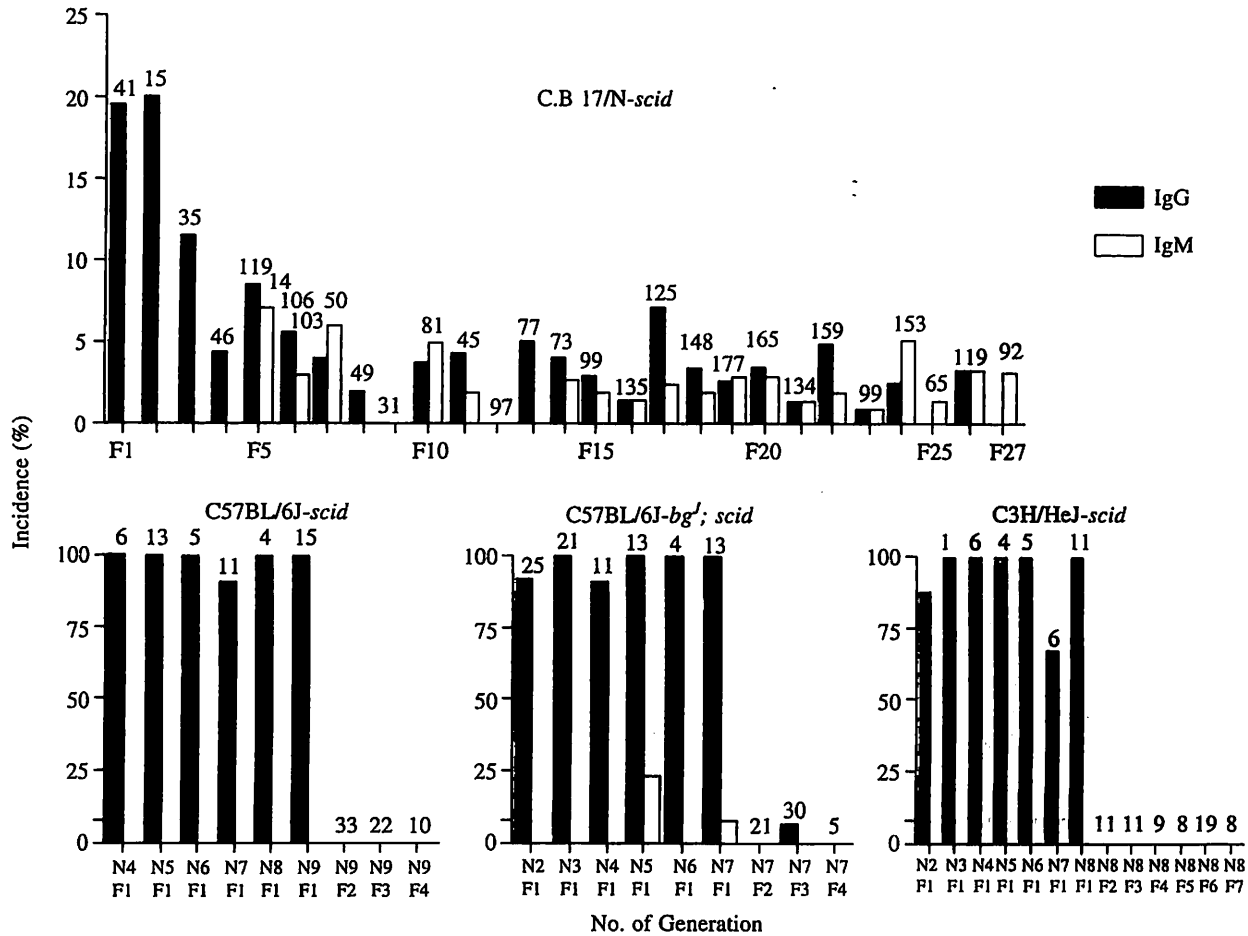 C.B 17/N-scid
25
20
15
10
5
0
41
15
35
46
119
14
106
103
50
49
31
81
45
97
77
73
99
135
125
148
177
165
134
159
99
153
65
119
92
F1
F5
F10
F15
F20
F25
F27
IgG
IgM
Incidence (%)
C57BL/6J-scid
100
75
50
25
0
6 13 5 11 4 15 33 22 10
N4 N5 N6 N7 N8 N9 N9 N9 N9
F1 F1 F1 F1 F1 F1 F2 F3 F4
C57BL/6J-bgJ; scid
100
75
50
25
0
25 21 11 13 4 13 21 30 5
N2 N3 N4 N5 N6 N7 N7 N7 N7
F1 F1 F1 F1 F1 F1 F2 F3 F4
C3H/HeJ-scid
100
75
50
25
0
1 6 4 5 6 11 11 11 9 8 19 8
N2 N3 N4 N5 N6 N7 N8 N8 N8 N8 N8 N8 N8
F1 F1 F1 F1 F1 F1 F1 F2 F3 F4 F5 F6 F7
No. of Generation